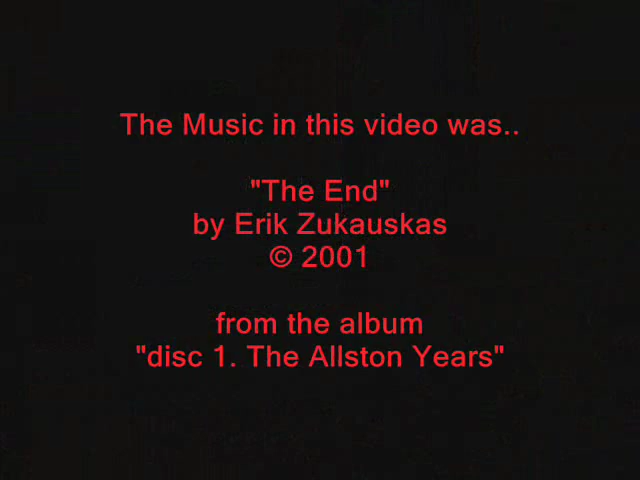 The Music in this video was..
"The End"
by Erik Zukauskas
© 2001
from the album
"disc 1. The Allston Years"